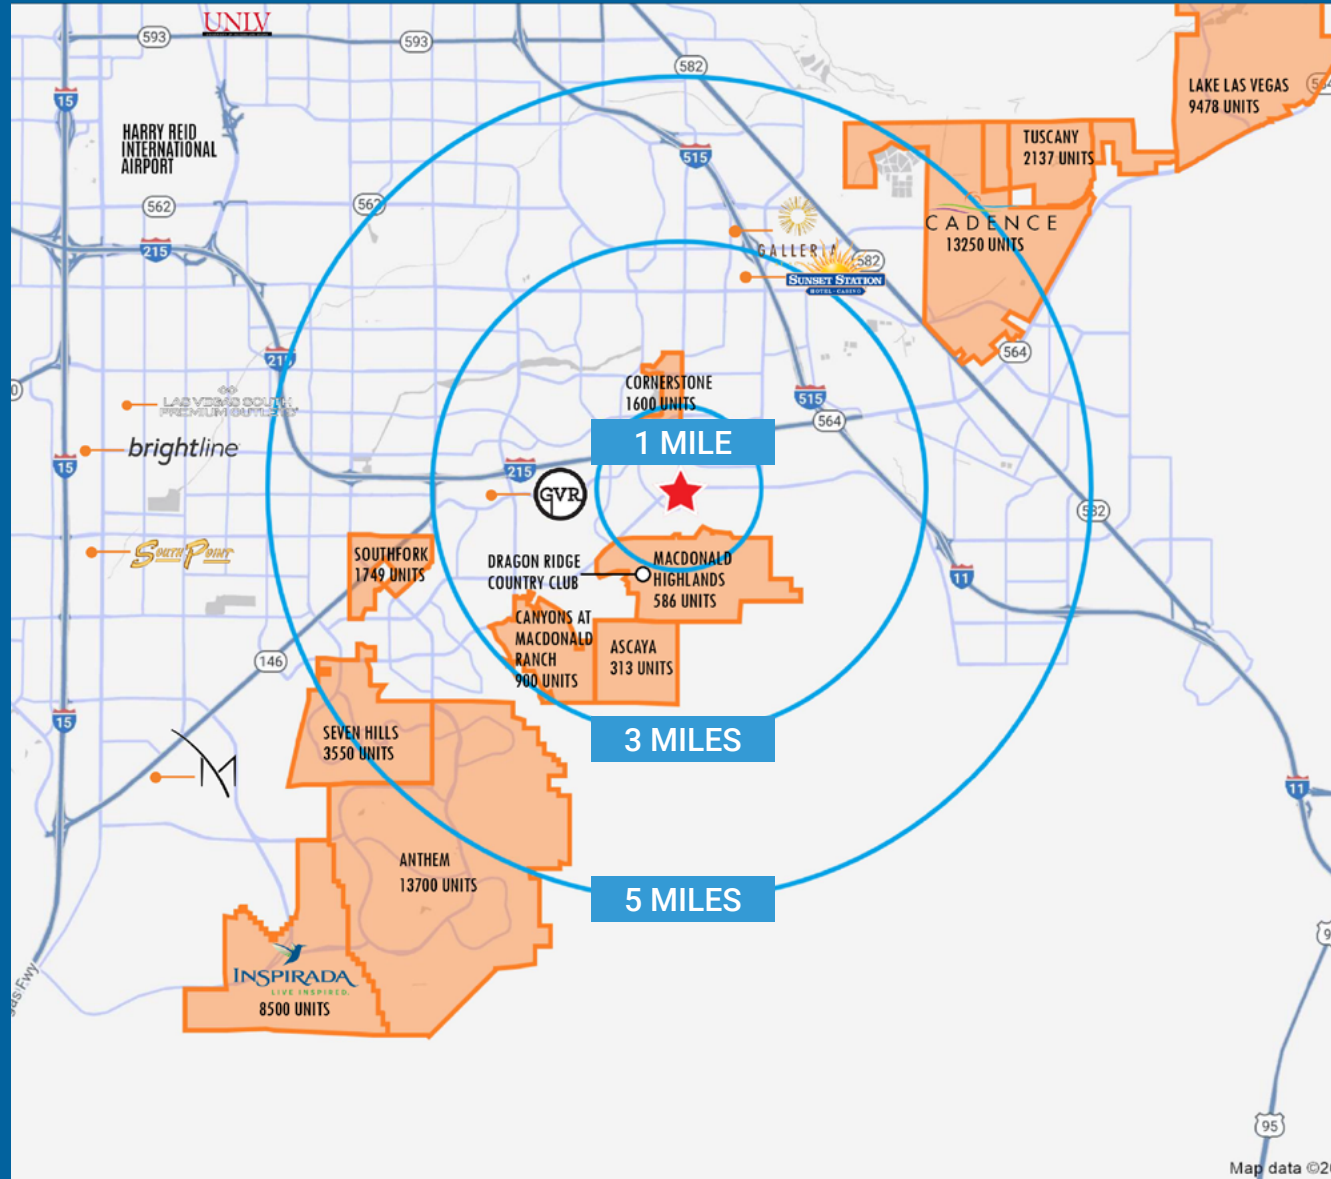 UNLV
593
593
582
15
LAKE LAS VEGAS
9478 UNITS
HARRY REID
INTERNATIONAL
AIRPORT
TUSCANY
2137 UNITS
515
562
562
CADENCE
13250 UNITS
215
GALLERIA
582
SUNSET STATION
HOTEL • CASINO
564
215
CORNERSTONE
1600 UNITS
LAS VEGAS SOUTH
PREMIUM OUTLETS
515
564
brightline
1 MILE
15
215
GVR
582
SOUTH POINT
SOUTHFORK
1749 UNITS
DRAGON RIDGE
COUNTRY CLUB
MACDONALD
HIGHLANDS
586 UNITS
11
CANYONS AT
MACDONALD
RANCH
900 UNITS
ASCAYA
313 UNITS
146
15
SEVEN HILLS
3550 UNITS
3 MILES
M
11
ANTHEM
13700 UNITS
5 MILES
INSPIRADA
LIVE INSPIRED.
8500 UNITS
95
Map data ©20